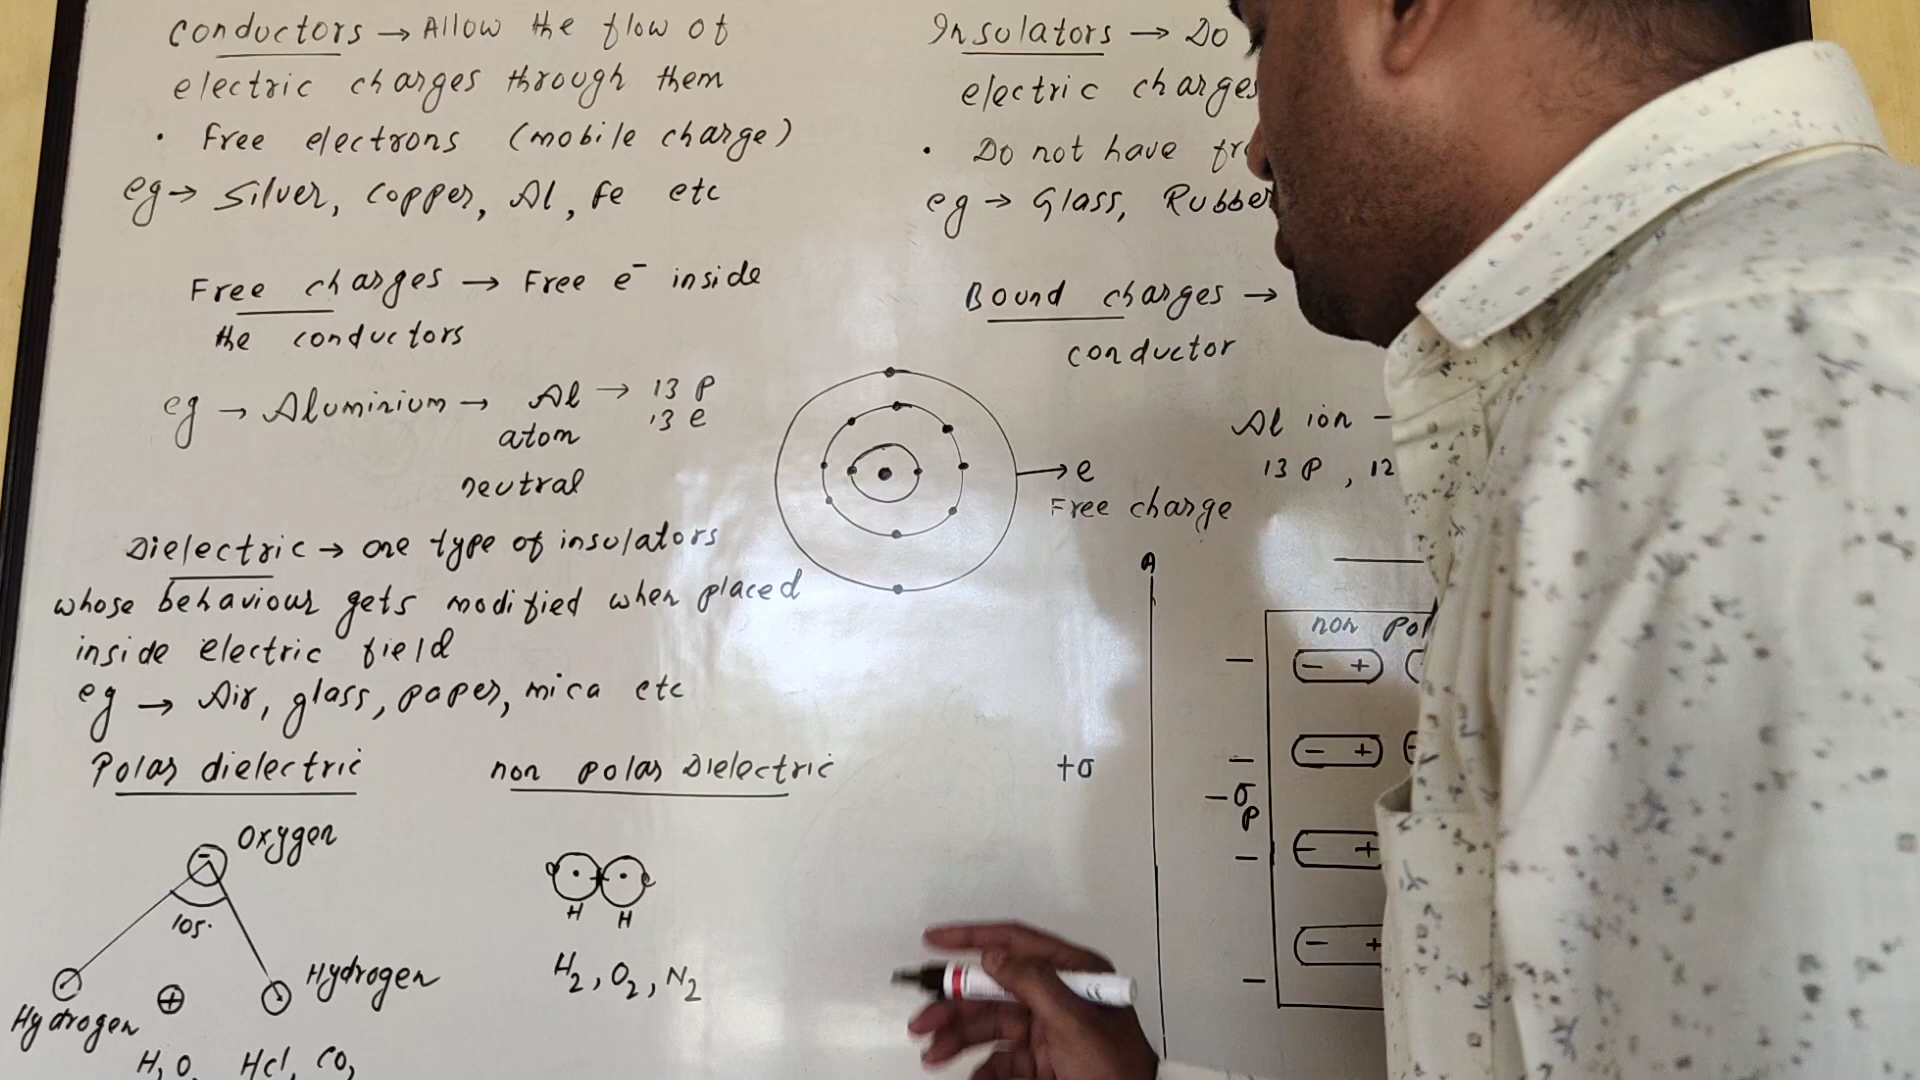 Conductors → Allow the flow of
electric charges through them
• Free electrons (mobile charge)
eg → Silver, copper, Al, Fe etc
Free charges → Free e⁻ inside
the conductors
eg → Aluminium → Al → 13 P
atom 13 e
neutral
Dielectric → one type of insulators
whose behaviour gets modified when placed
inside electric field
eg → Air, glass, paper, mica etc
Polar dielectric
Oxygen
-
105°
Hydrogen
+
Hydrogen
HCl,
non polar Dielectric
H H
H₂, O₂, N₂
Insulators → Do
electric charges
• Do not have
eg → Glass, Rubber
Bound charges →
conductor
→ e
Free charge
Al ion -
13 P, 12
A
+σ
-
-
-σp
-
-
non
- +
- +
- +
- +